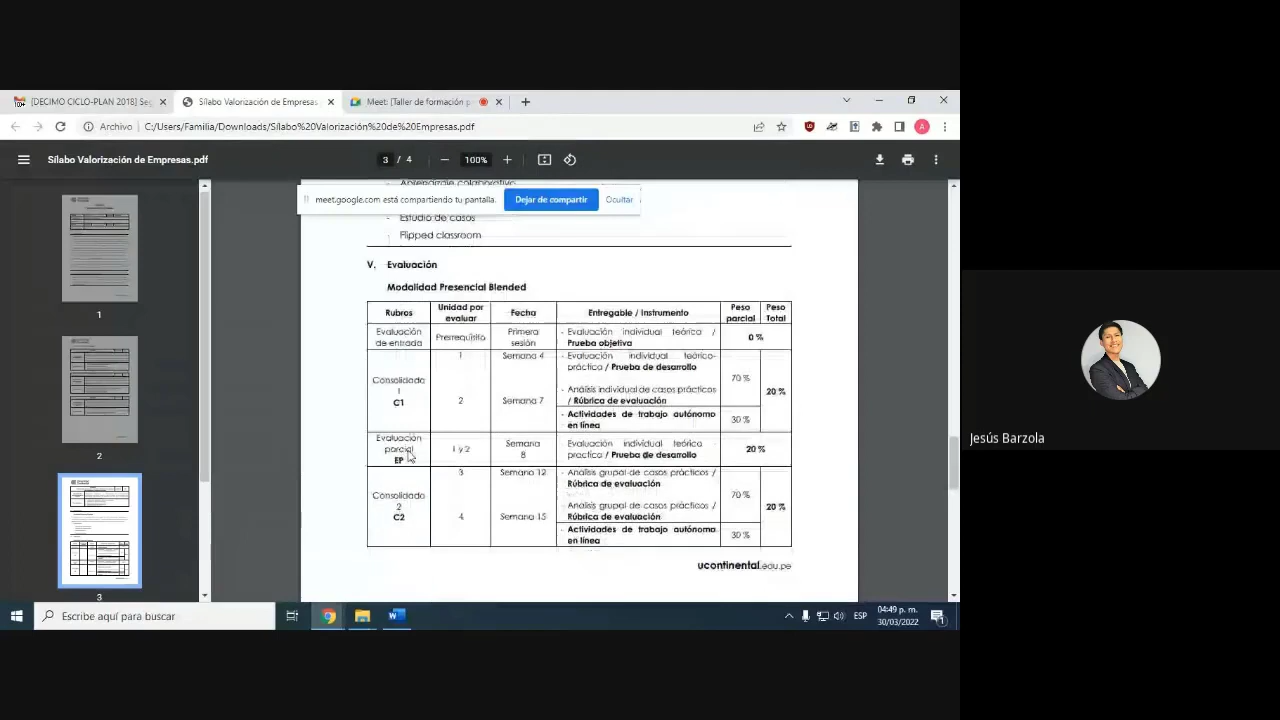 [DECIMO CICLO-PLAN 2018] Seg
Sílabo Valorización de Empresas
Meet: [Taller de formación p
Archivo | C:/Users/Familia/Downloads/Sílabo%20Valorización%20de%20Empresas.pdf
A
Sílabo Valorización de Empresas.pdf
3 / 4
100%
Aprendizaje colaborativo
meet.google.com está compartiendo tu pantalla.
Dejar de compartir
Ocultar
- Estudio de casos
- Flipped classroom
V. Evaluación
Modalidad Presencial Blended
Rubros
Unidad por evaluar
Fecha
Entregable / Instrumento
Peso parcial
Peso Total
Evaluación de entrada
Prerrequisito
Primera sesión
- Evaluación individual teórica /
Prueba objetiva
0 %
Consolidado 1 C1
1
Semana 4
- Evaluación individual teórico-
práctica / Prueba de desarrollo
70 %
20 %
2
Semana 7
- Análisis individual de casos prácticos
/ Rúbrica de evaluación
- Actividades de trabajo autónomo
en línea
30 %
Evaluación parcial EP
1 y 2
Semana 8
- Evaluación individual teórico -
practica / Prueba de desarrollo
20 %
Consolidado 2 C2
3
Semana 12
- Análisis grupal de casos prácticos /
Rúbrica de evaluación
70 %
20 %
4
Semana 15
- Análisis grupal de casos prácticos /
Rúbrica de evaluación
- Actividades de trabajo autónomo
en línea
30 %
ucontinental.edu.pe
1
2
3
Jesús Barzola
Escribe aquí para buscar
ESP
04:49 p. m.
30/03/2022
1